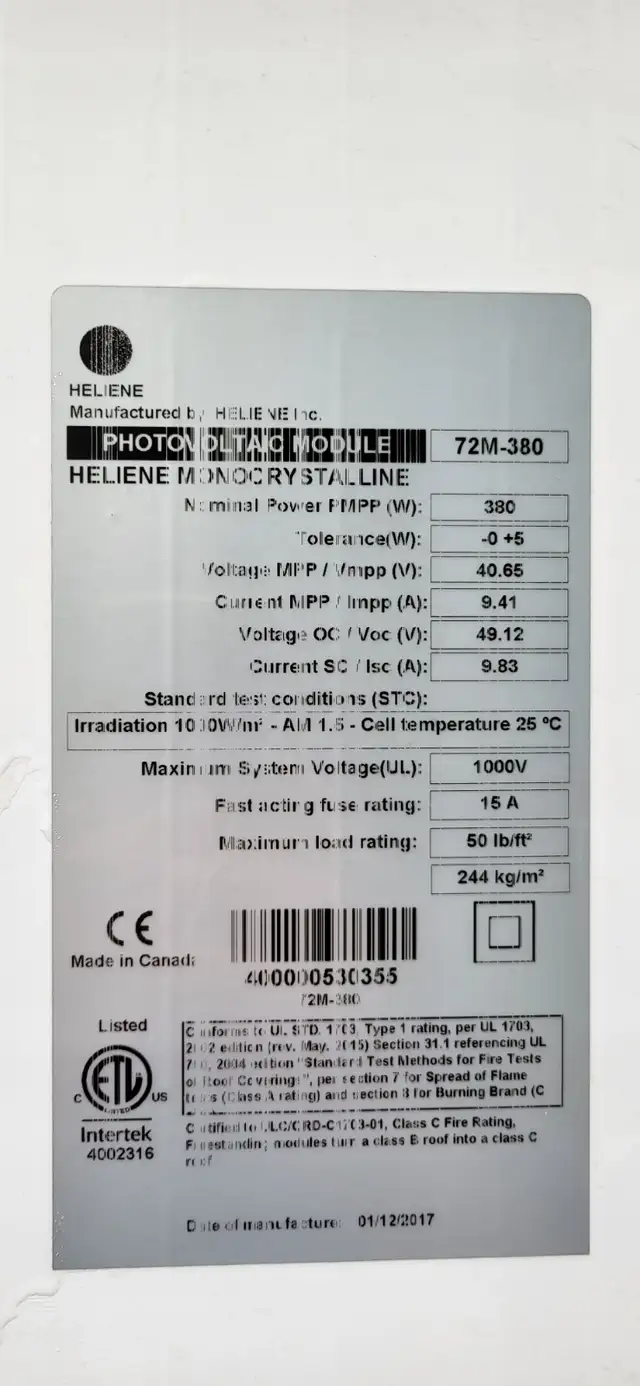 HELIENE
Manufactured by HELIENE Inc.
PHOTOVOLTAIC MODULE 72M-380
HELIENE MONOCRYSTALLINE
Nominal Power PMPP (W): 380
Tolerance(W): -0 +5
Voltage MPP / Vmpp (V): 40.65
Current MPP / Impp (A): 9.41
Voltage OC / Voc (V): 49.12
Current SC / Isc (A): 9.83
Standard test conditions (STC):
Irradiation 1000W/m² - AM 1.5 - Cell temperature 25 ºC
Maximum System Voltage(UL): 1000V
Fast acting fuse rating: 15 A
Maximum load rating: 50 lb/ft²
244 kg/m²
CE
Made in Canada
400000530355
72M-380
Listed
C ETL US
LISTED
Intertek
4002316
Conforms to UL STD. 1703, Type 1 rating, per UL 1703,
2002 edition (rev. May. 2015) Section 31.1 referencing UL
790, 2004 edition "Standard Test Methods for Fire Tests
of Roof Coverings", per section 7 for Spread of Flame
tests (Class A rating) and section 8 for Burning Brand (C
Certified to ULC/ORD-C1703-01, Class C Fire Rating,
Freestanding modules turn a class B roof into a class C
roof
Date of manufacture: 01/12/2017